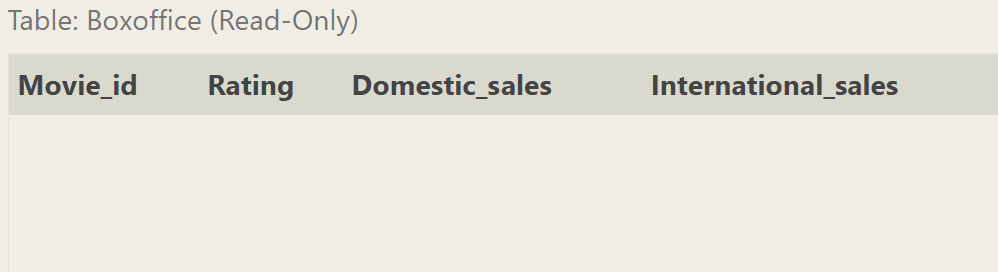 Table: Boxoffice (Read-Only)
Movie_id Rating Domestic_sales International_sales